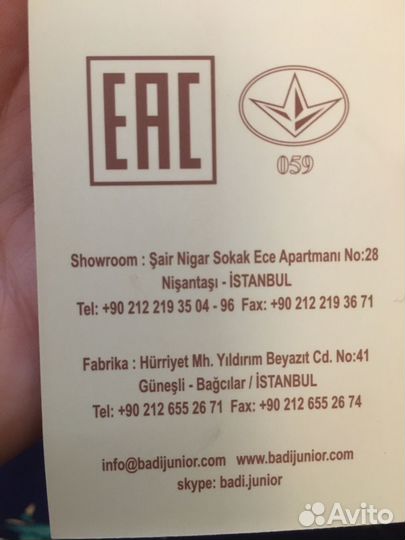 EAC
059
Showroom : Şair Nigar Sokak Ece Apartmanı No:28
Nişantaşı - İSTANBUL
Tel: +90 212 219 35 04 - 96 Fax: +90 212 219 36 71
Fabrika : Hürriyet Mh. Yıldırım Beyazıt Cd. No:41
Güneşli - Bağcılar / İSTANBUL
Tel: +90 212 655 26 71 Fax: +90 212 655 26 74
info@badijunior.com www.badijunior.com
skype: badi.junior
Avito